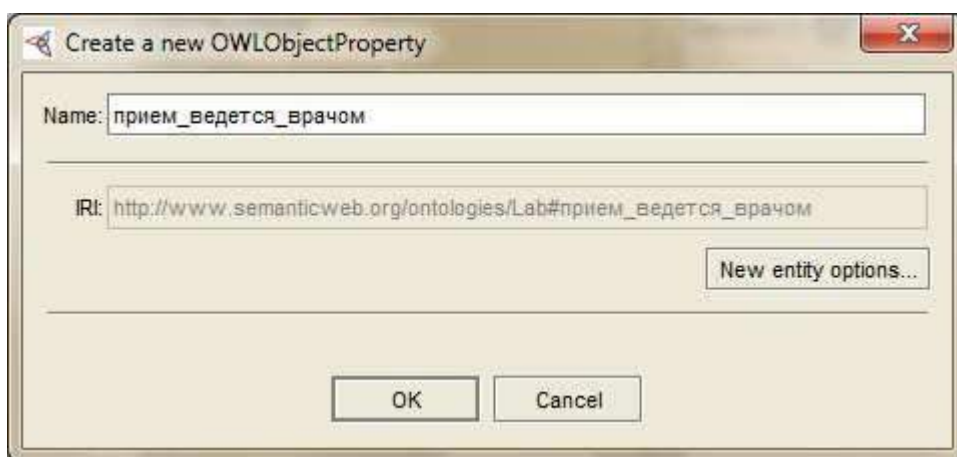 Create a new OWLObjectProperty
Name: прием_ведется_врачом
IRI: http://www.semanticweb.org/ontologies/Lab#прием_ведется_врачом
New entity options...
OK Cancel